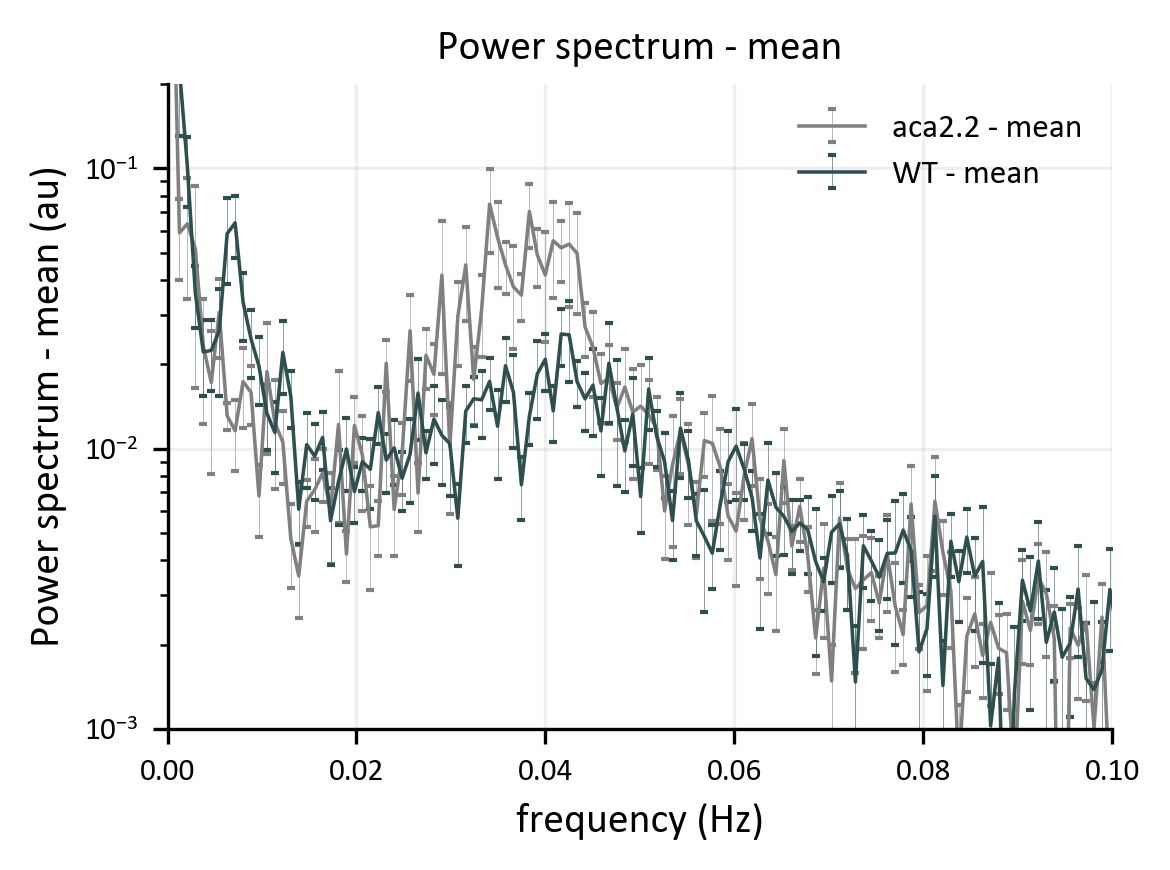 Power spectrum - mean
aca2.2 - mean
WT - mean
Power spectrum - mean (au)
10⁻¹
10⁻²
10⁻³
0.00 0.02 0.04 0.06 0.08 0.10
frequency (Hz)